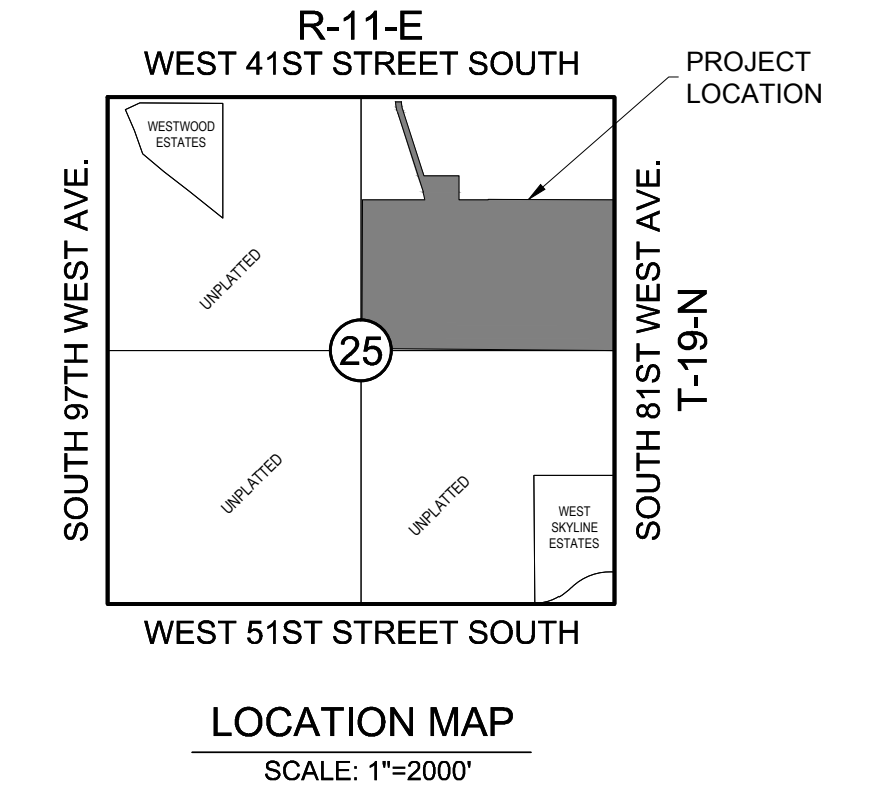 R-11-E
WEST 41ST STREET SOUTH
PROJECT
LOCATION
WESTWOOD
ESTATES
SOUTH 97TH WEST AVE.
UNPLATTED
25
SOUTH 81ST WEST AVE.
T-19-N
UNPLATTED
UNPLATTED
WEST
SKYLINE
ESTATES
WEST 51ST STREET SOUTH
LOCATION MAP
SCALE: 1"=2000'